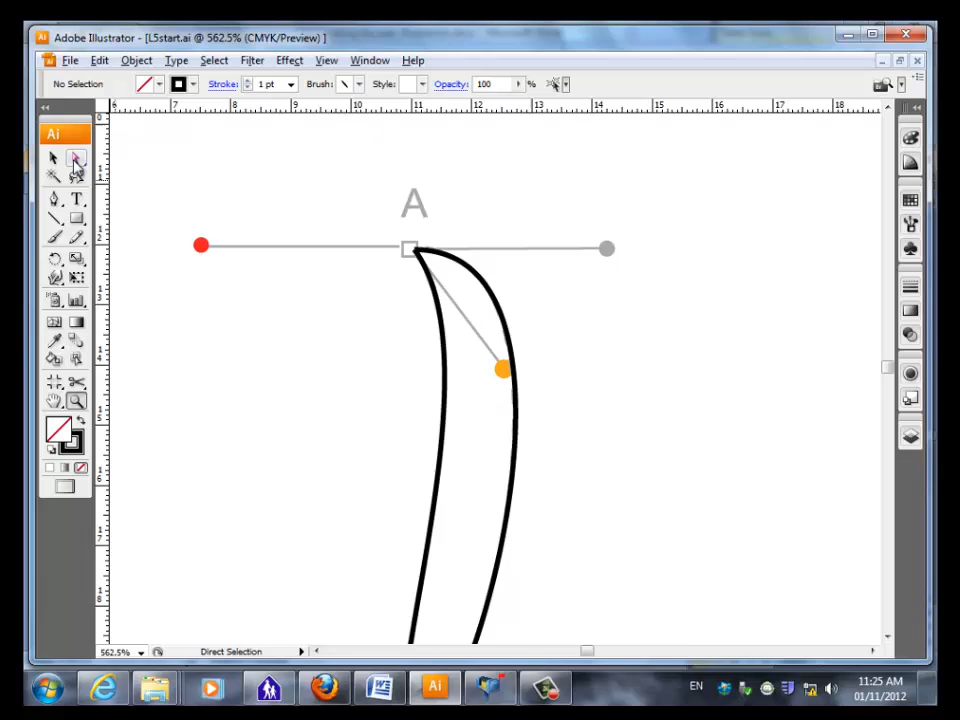 Adobe Illustrator - [L5start.ai @ 562.5% (CMYK/Preview) ]
File Edit Object Type Select Filter Effect View Window Help
No Selection Stroke: 1 pt Brush: Style: Opacity: 100 %
6 7 8 9 10 11 12 13 14 15 16 17 18
Ai
A
562.5% Direct Selection
Ai EN 11:25 AM
01/11/2012